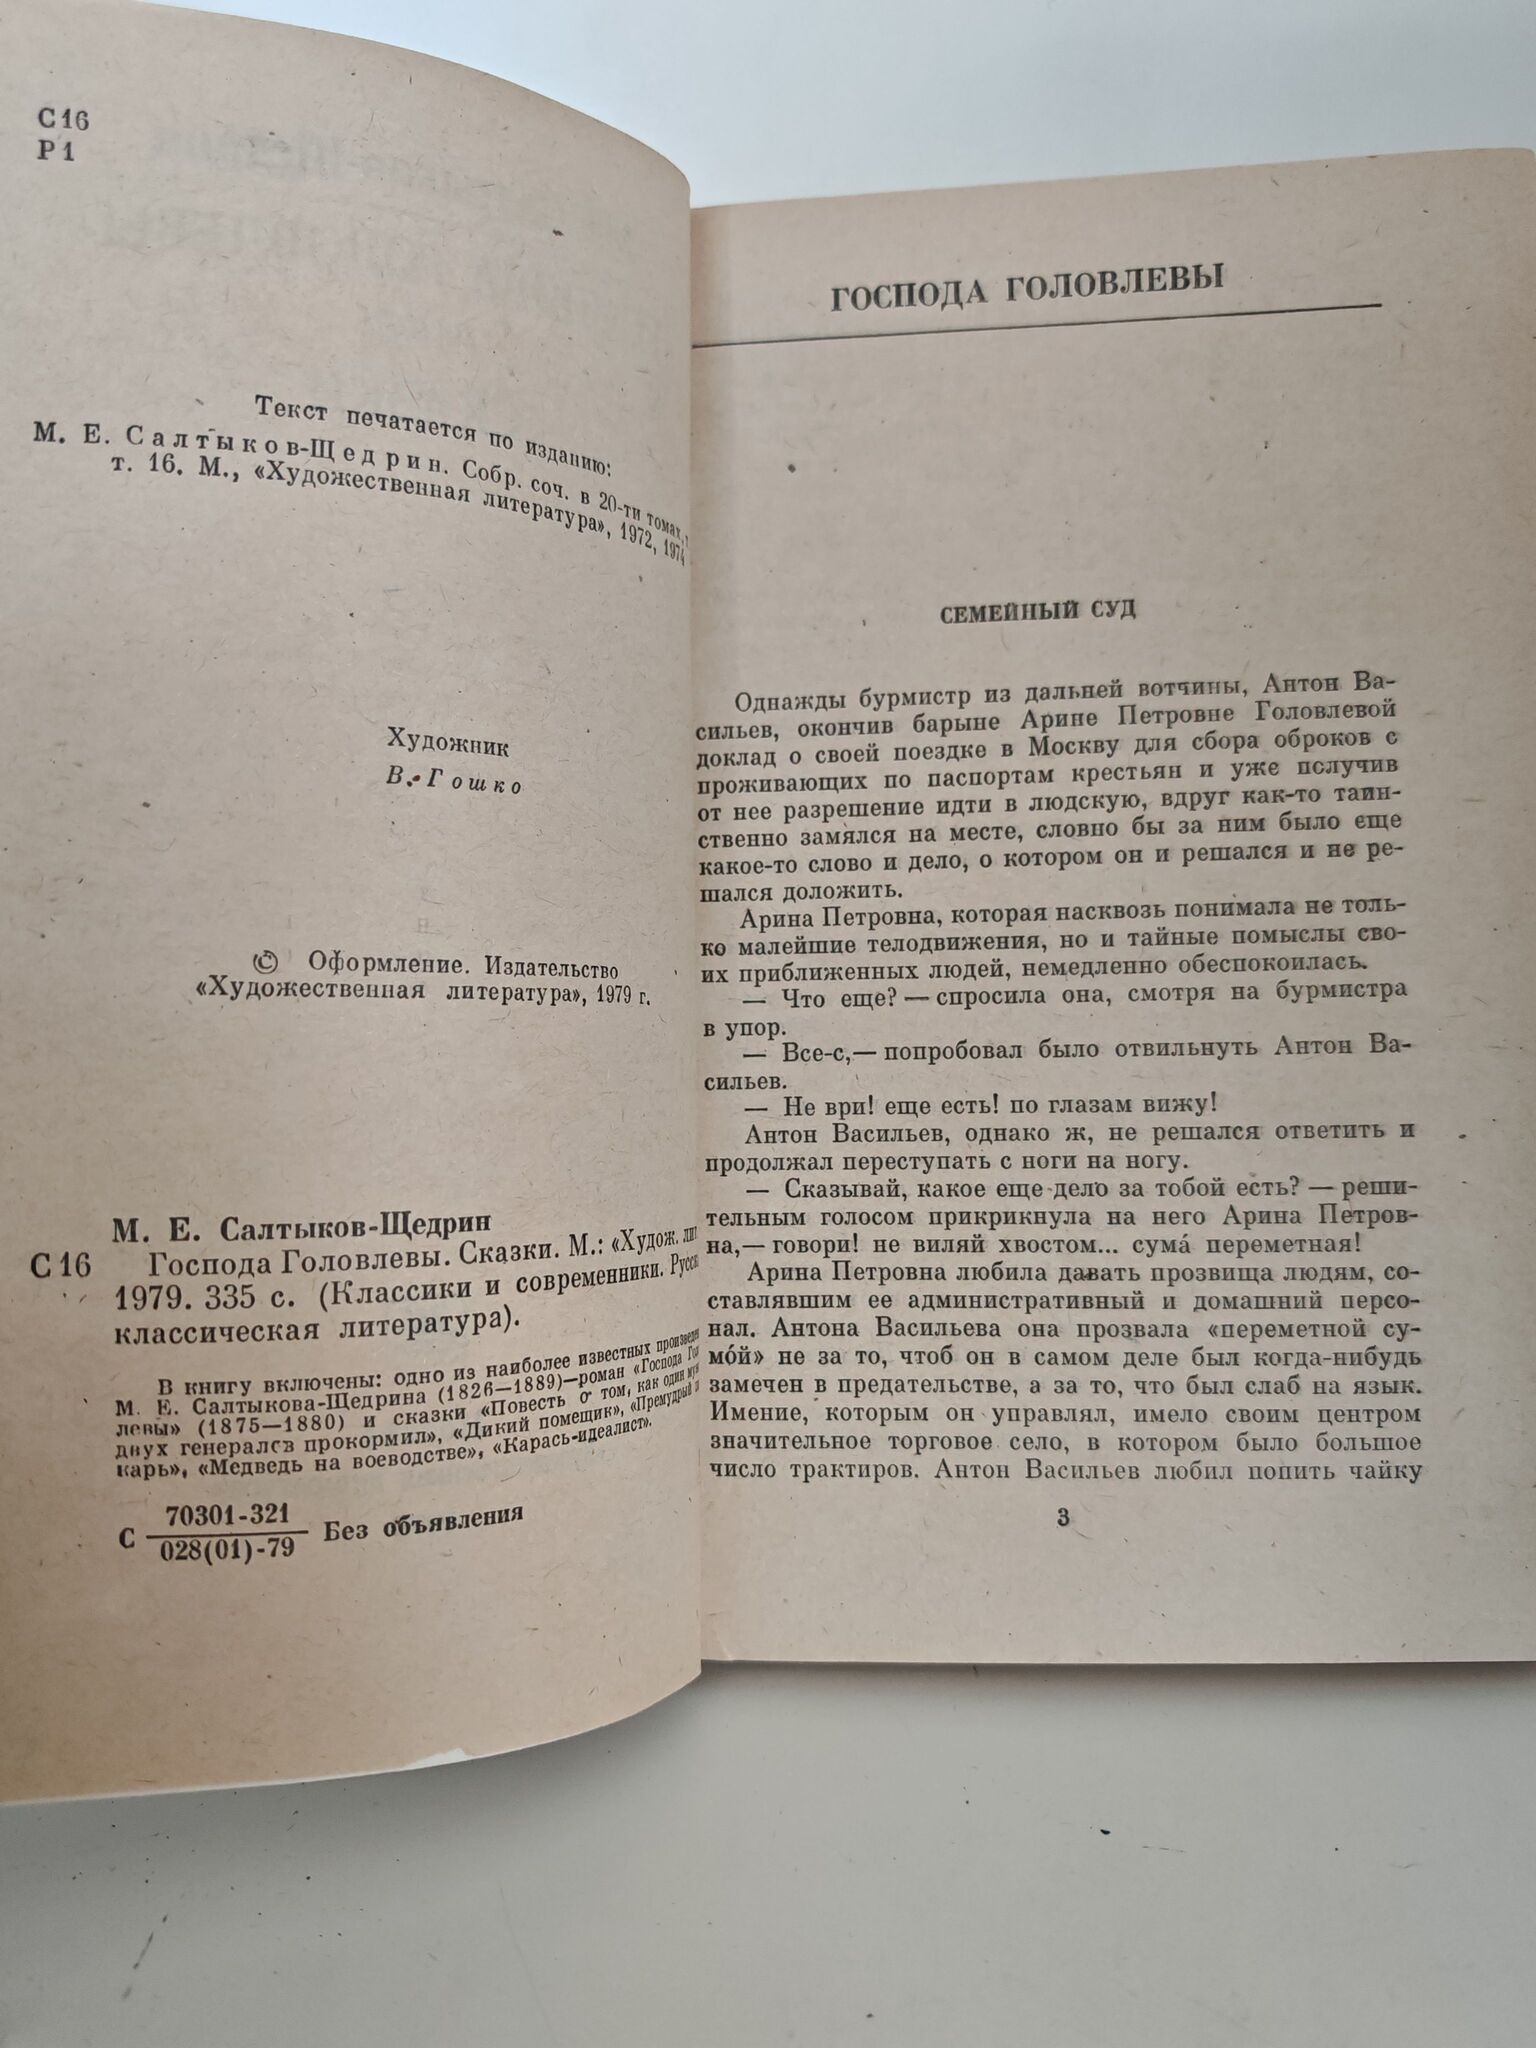 С16
Р1
Текст печатается по изданию:
М. Е. Салтыков-Щедрин. Собр. соч. в 20-ти томах,
т. 16. М., «Художественная литература», 1972, 1974
Художник
В. Гошко
© Оформление. Издательство
«Художественная литература», 1979 г.
М. Е. Салтыков-Щедрин
С16 Господа Головлевы. Сказки. М.: «Худож. лит
1979. 335 с. (Классики и современники. Русск
классическая литература).
В книгу включены: одно из наиболее известных произведен
М. Е. Салтыкова-Щедрина (1826—1889)—роман «Господа Гол
левы» (1875—1880) и сказки «Повесть о том, как один муж
двух генералов прокормил», «Дикий помещик», «Премудрый
карь», «Медведь на воеводстве», «Карась-идеалист».
С 70301-321
028(01)-79 Без объявления
ГОСПОДА ГОЛОВЛЕВЫ
СЕМЕЙНЫЙ СУД
Однажды бурмистр из дальней вотчины, Антон Ва-
сильев, окончив барыне Арине Петровне Головлевой
доклад о своей поездке в Москву для сбора оброков с
проживающих по паспортам крестьян и уже получив
от нее разрешение идти в людскую, вдруг как-то таин-
ственно замялся на месте, словно бы за ним было еще
какое-то слово и дело, о котором он и решался и не ре-
шался доложить.
Арина Петровна, которая насквозь понимала не толь-
ко малейшие телодвижения, но и тайные помыслы сво-
их приближенных людей, немедленно обеспокоилась.
— Что еще? — спросила она, смотря на бурмистра
в упор.
— Все-с,— попробовал было отвильнуть Антон Ва-
сильев.
— Не ври! еще есть! по глазам вижу!
Антон Васильев, однако ж, не решался ответить и
продолжал переступать с ноги на ногу.
— Сказывай, какое еще дело за тобой есть? — реши-
тельным голосом прикрикнула на него Арина Петров-
на,— говори! не виляй хвостом... сумá переметная!
Арина Петровна любила давать прозвища людям, со-
ставлявшим ее административный и домашний персо-
нал. Антона Васильева она прозвала «переметной су-
мóй» не за то, чтоб он в самом деле был когда-нибудь
замечен в предательстве, а за то, что был слаб на язык.
Имение, которым он управлял, имело своим центром
значительное торговое село, в котором было большое
число трактиров. Антон Васильев любил попить чайку
3